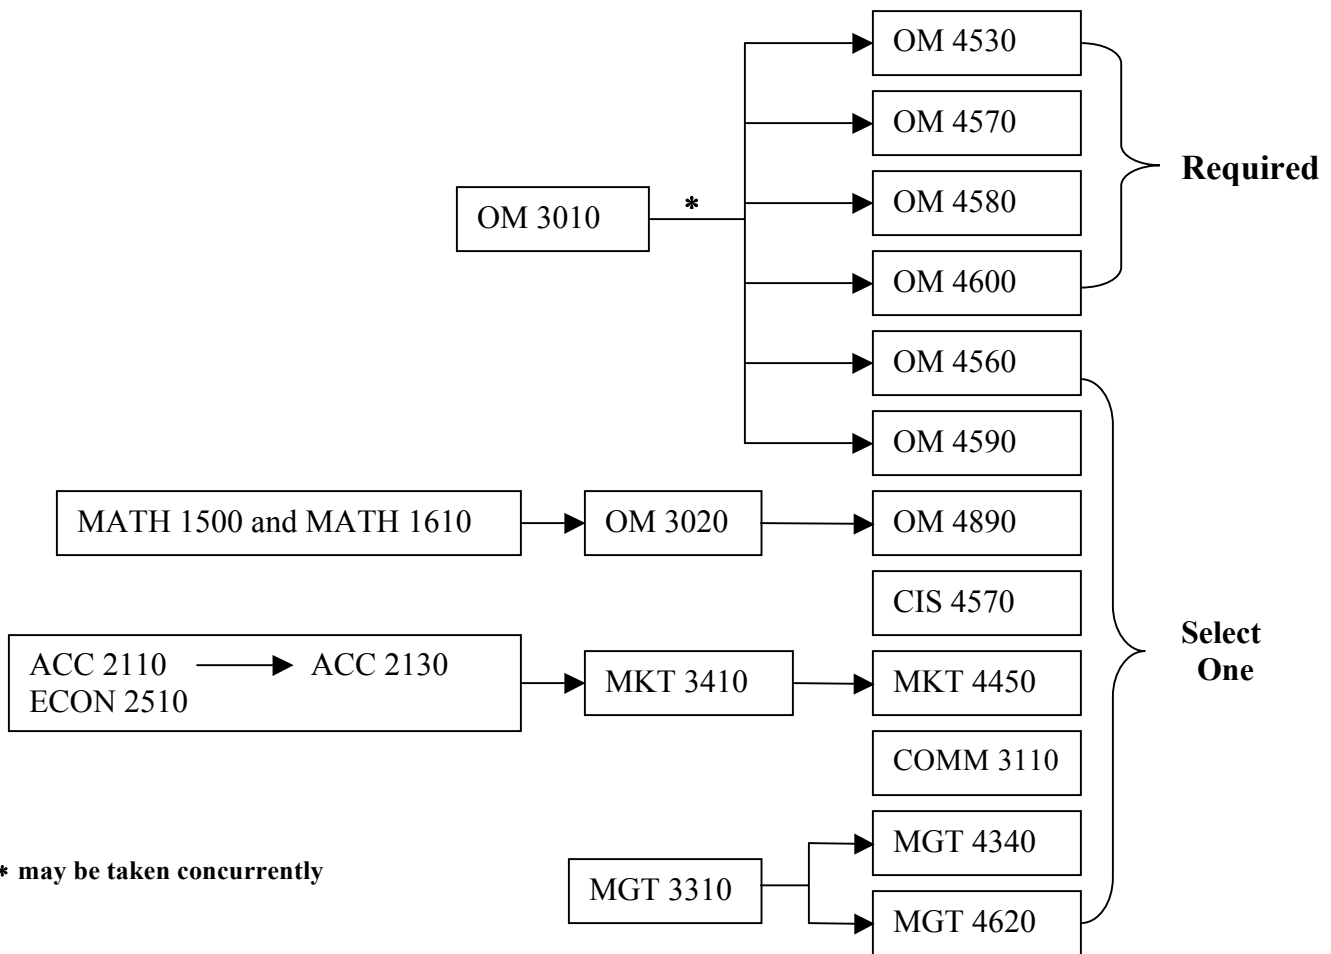 OM 4530
OM 4570
Required
OM 3010
*
OM 4580
OM 4600
OM 4560
OM 4590
MATH 1500 and MATH 1610
OM 3020
OM 4890
CIS 4570
ACC 2110 ACC 2130
ECON 2510
MKT 3410
MKT 4450
Select
One
COMM 3110
MGT 4340
* may be taken concurrently
MGT 3310
MGT 4620